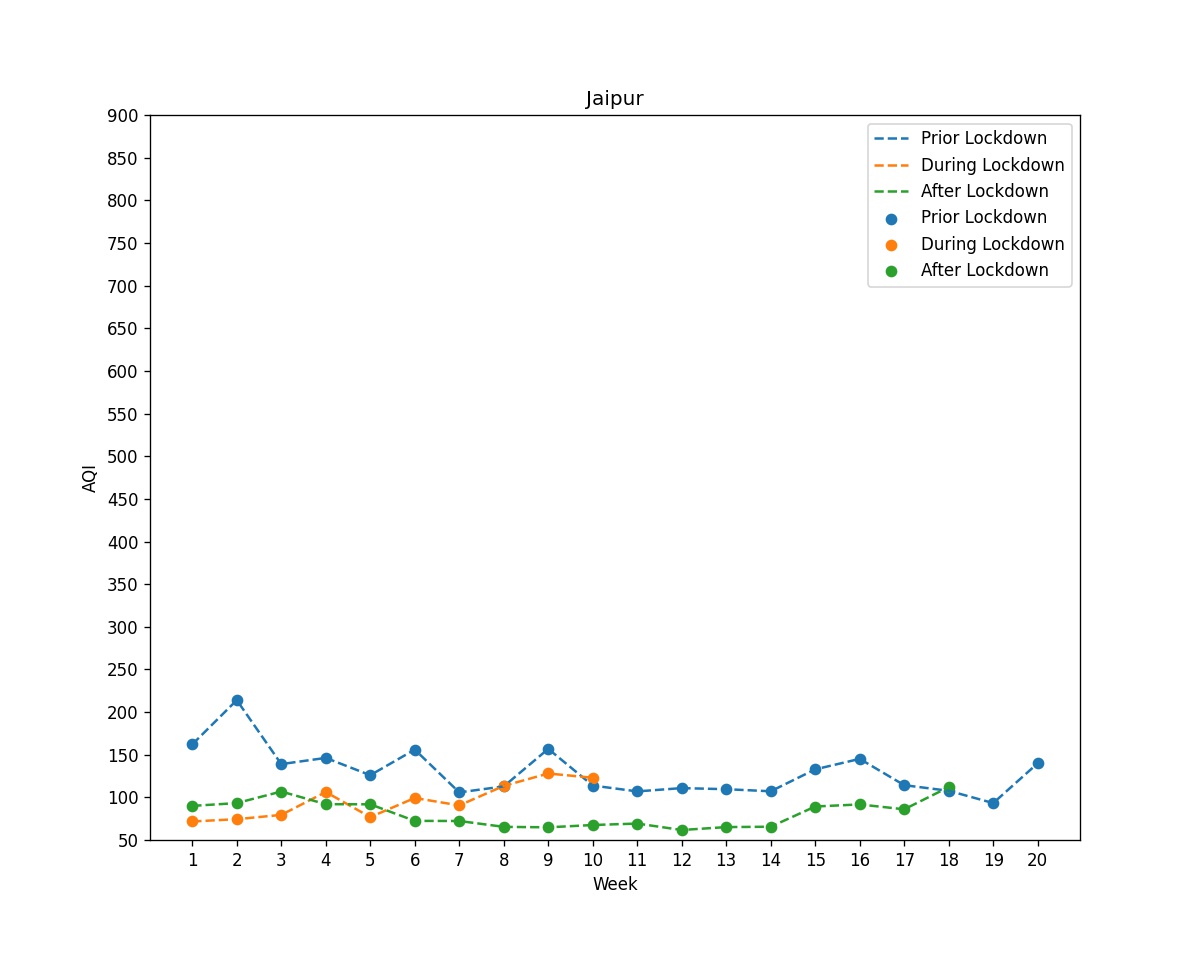 Jaipur
900
850
800
750
700
650
600
550
500
450
400
350
300
250
200
150
100
50
AQI
Prior Lockdown
During Lockdown
After Lockdown
Prior Lockdown
During Lockdown
After Lockdown
1 2 3 4 5 6 7 8 9 10 11 12 13 14 15 16 17 18 19 20
Week